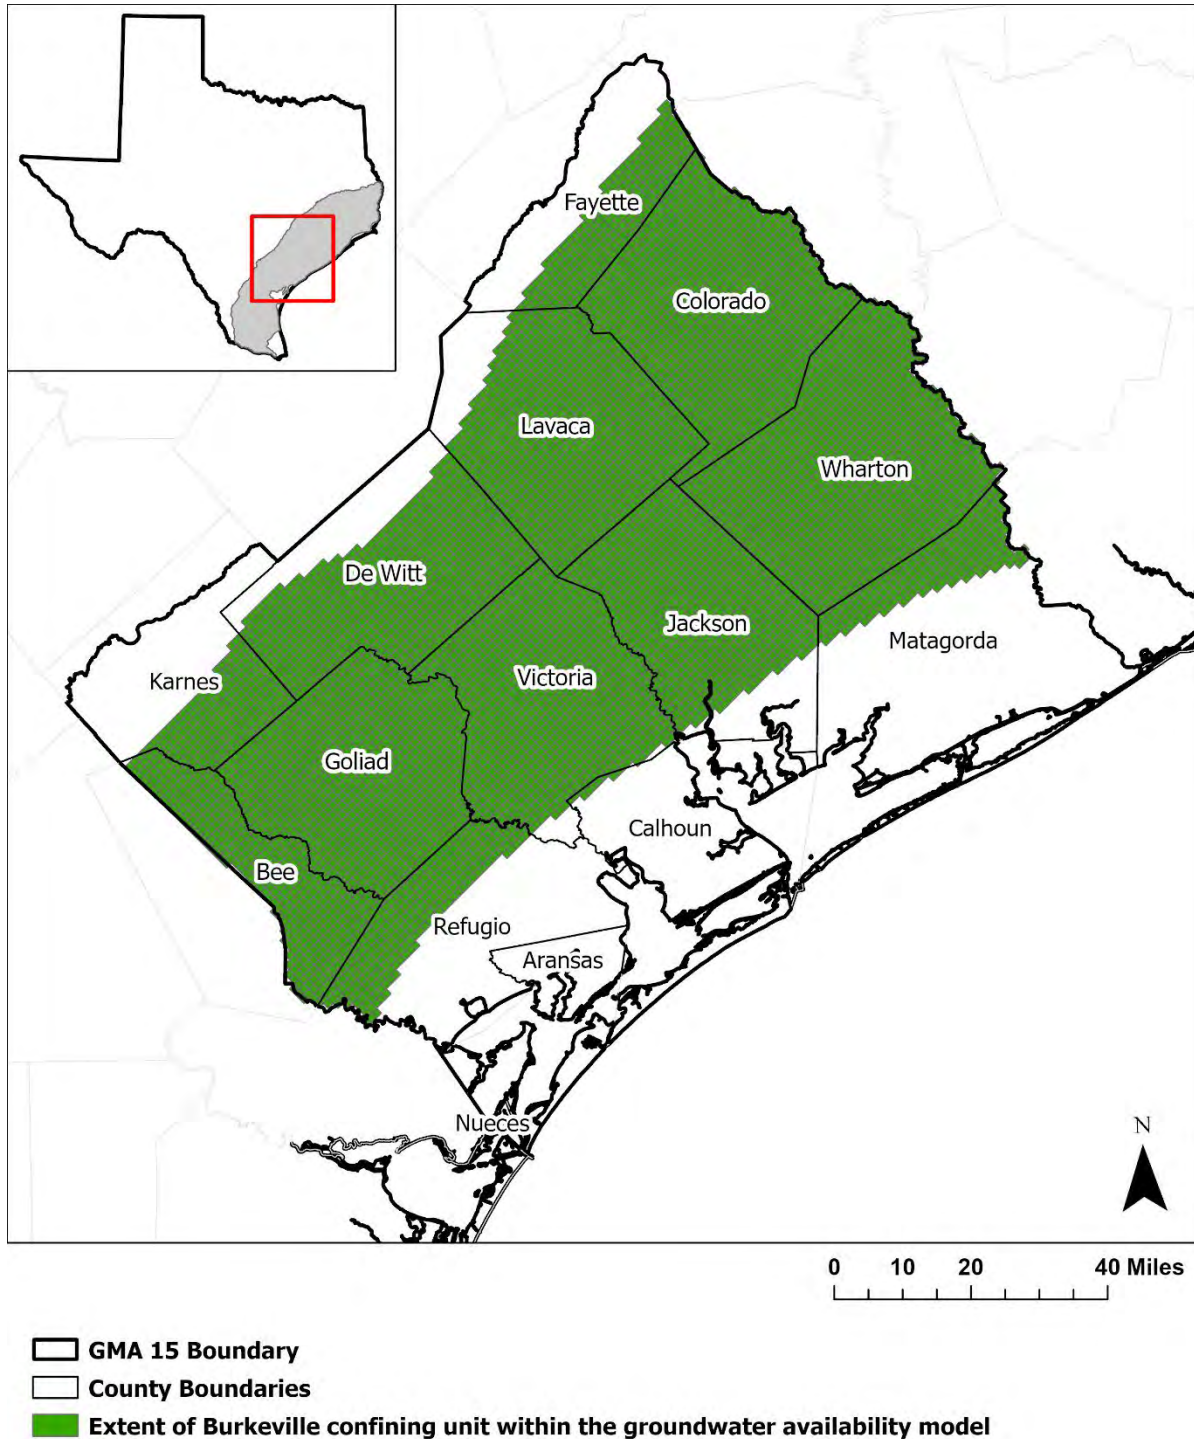 Fayette
Colorado
Lavaca
Wharton
De Witt
Jackson
Matagorda
Karnes
Victoria
Goliad
Calhoun
Bee
Refugio
Aransas
Nueces
N
0 10 20 40 Miles
GMA 15 Boundary
County Boundaries
Extent of Burkeville confining unit within the groundwater availability model